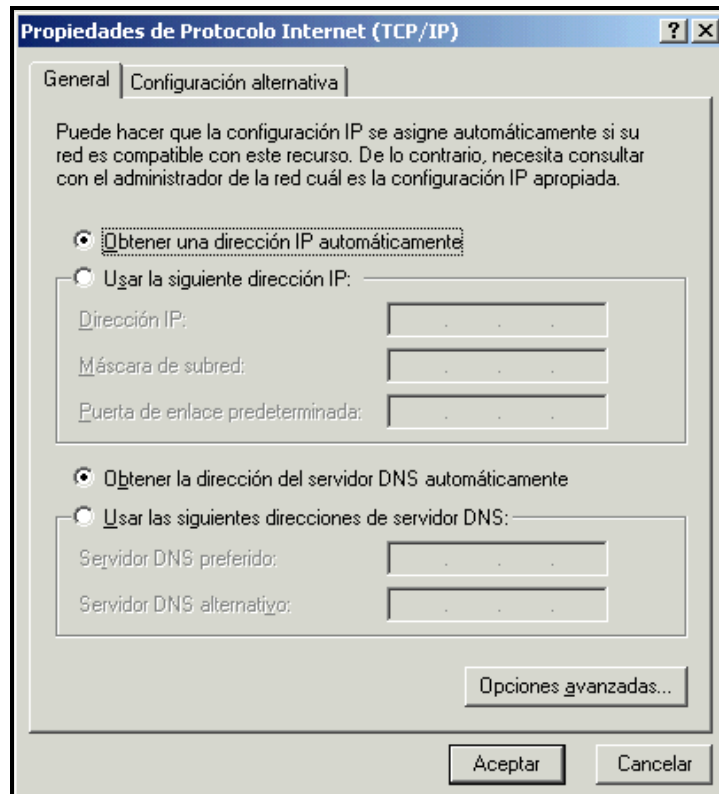 Propiedades de Protocolo Internet (TCP/IP)
General
Configuración alternativa
Puede hacer que la configuración IP se asigne automáticamente si su
red es compatible con este recurso. De lo contrario, necesita consultar
con el administrador de la red cuál es la configuración IP apropiada.
Obtener una dirección IP automáticamente
Usar la siguiente dirección IP:
Dirección IP:
Máscara de subred:
Puerta de enlace predeterminada:
Obtener la dirección del servidor DNS automáticamente
Usar las siguientes direcciones de servidor DNS:
Servidor DNS preferido:
Servidor DNS alternativo:
Opciones avanzadas...
Aceptar
Cancelar